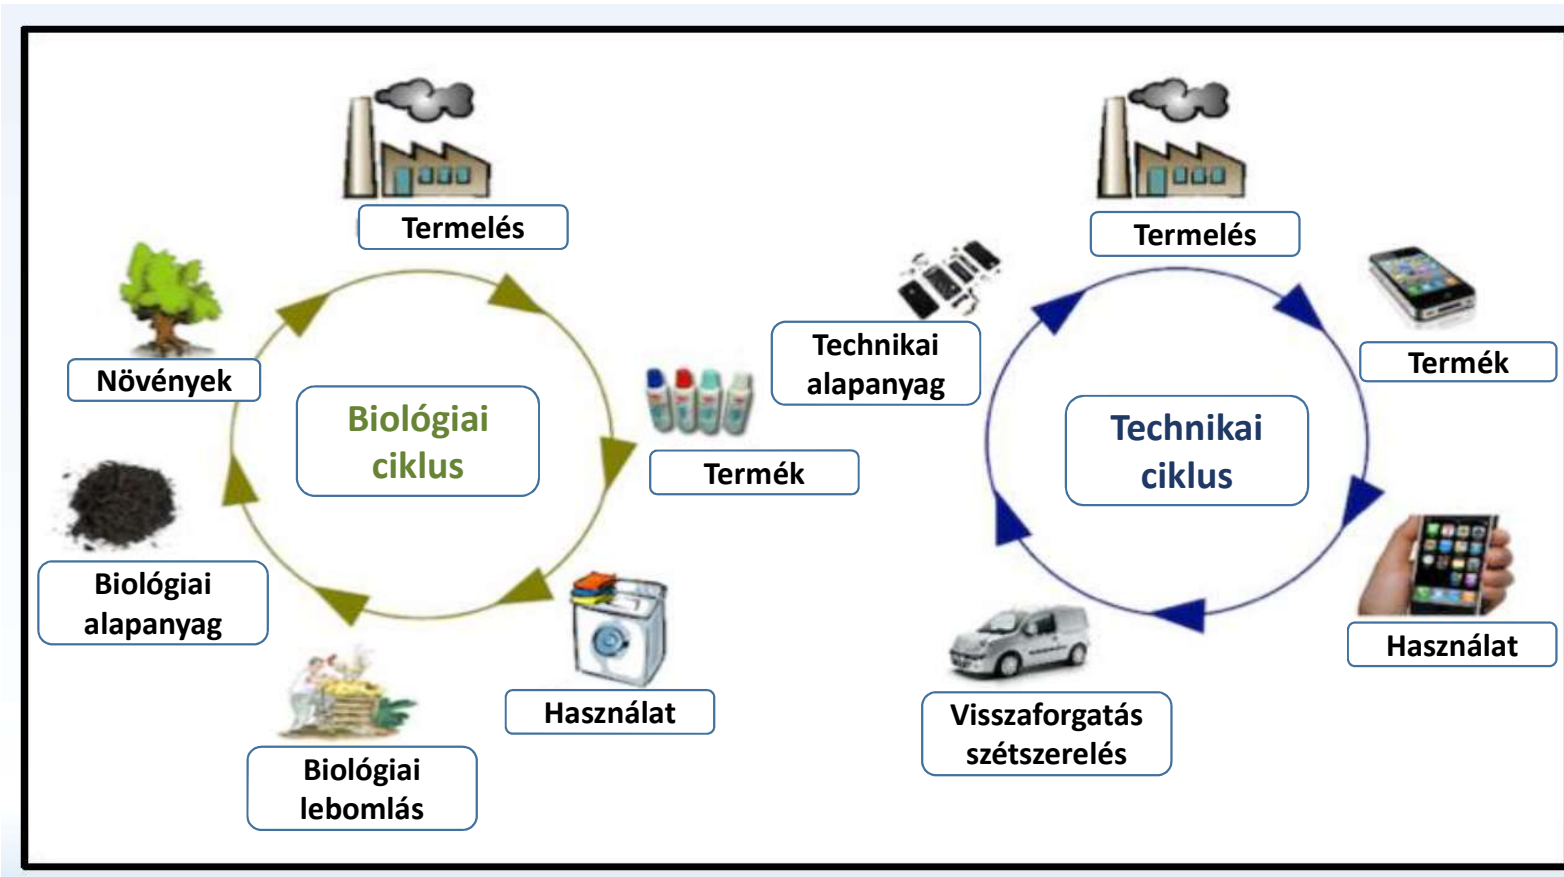 Termelés
Növények
Biológiai
ciklus
Termék
Biológiai
alapanyag
Használat
Biológiai
lebomlás
Termelés
Technikai
alapanyag
Termék
Technikai
ciklus
Használat
Visszaforgatás
szétszerelés